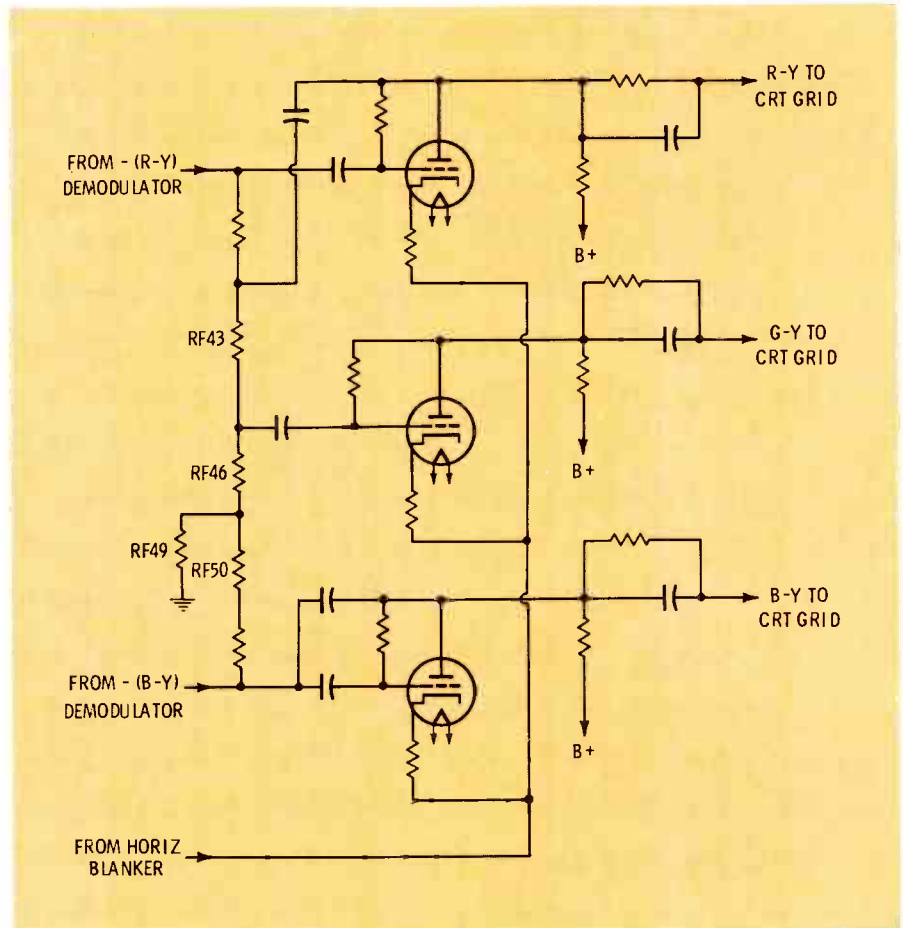 R-Y TO
CRT GRID
FROM - (R-Y)
DEMODULATOR
B+
RF43
G-Y TO
CRT GRID
RF46
B+
RF49
RF50
B-Y TO
CRT GRID
FROM - (B-Y)
DEMODULATOR
B+
FROM HORIZ
BLANKER